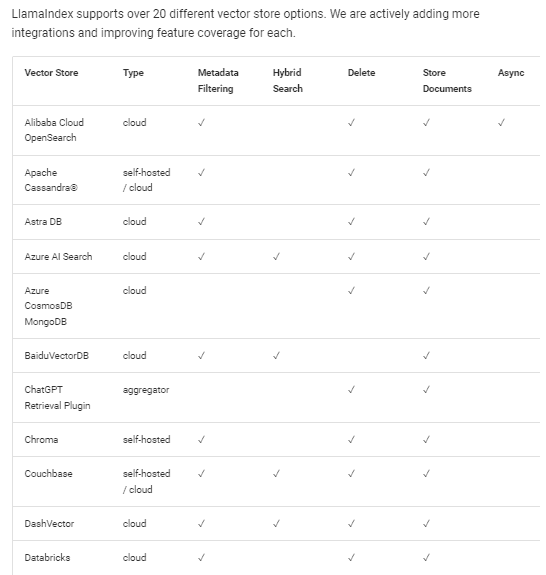 LlamaIndex supports over 20 different vector store options. We are actively adding more
integrations and improving feature coverage for each.
Vector Store Type Metadata Filtering Hybrid Search Delete Store Documents Async
Alibaba Cloud OpenSearch cloud ✓ ✓ ✓ ✓
Apache Cassandra® self-hosted / cloud ✓ ✓ ✓
Astra DB cloud ✓ ✓ ✓
Azure AI Search cloud ✓ ✓ ✓ ✓
Azure CosmosDB MongoDB cloud ✓ ✓
BaiduVectorDB cloud ✓ ✓ ✓
ChatGPT Retrieval Plugin aggregator ✓ ✓
Chroma self-hosted ✓ ✓ ✓
Couchbase self-hosted / cloud ✓ ✓ ✓ ✓
DashVector cloud ✓ ✓ ✓ ✓
Databricks cloud ✓ ✓ ✓